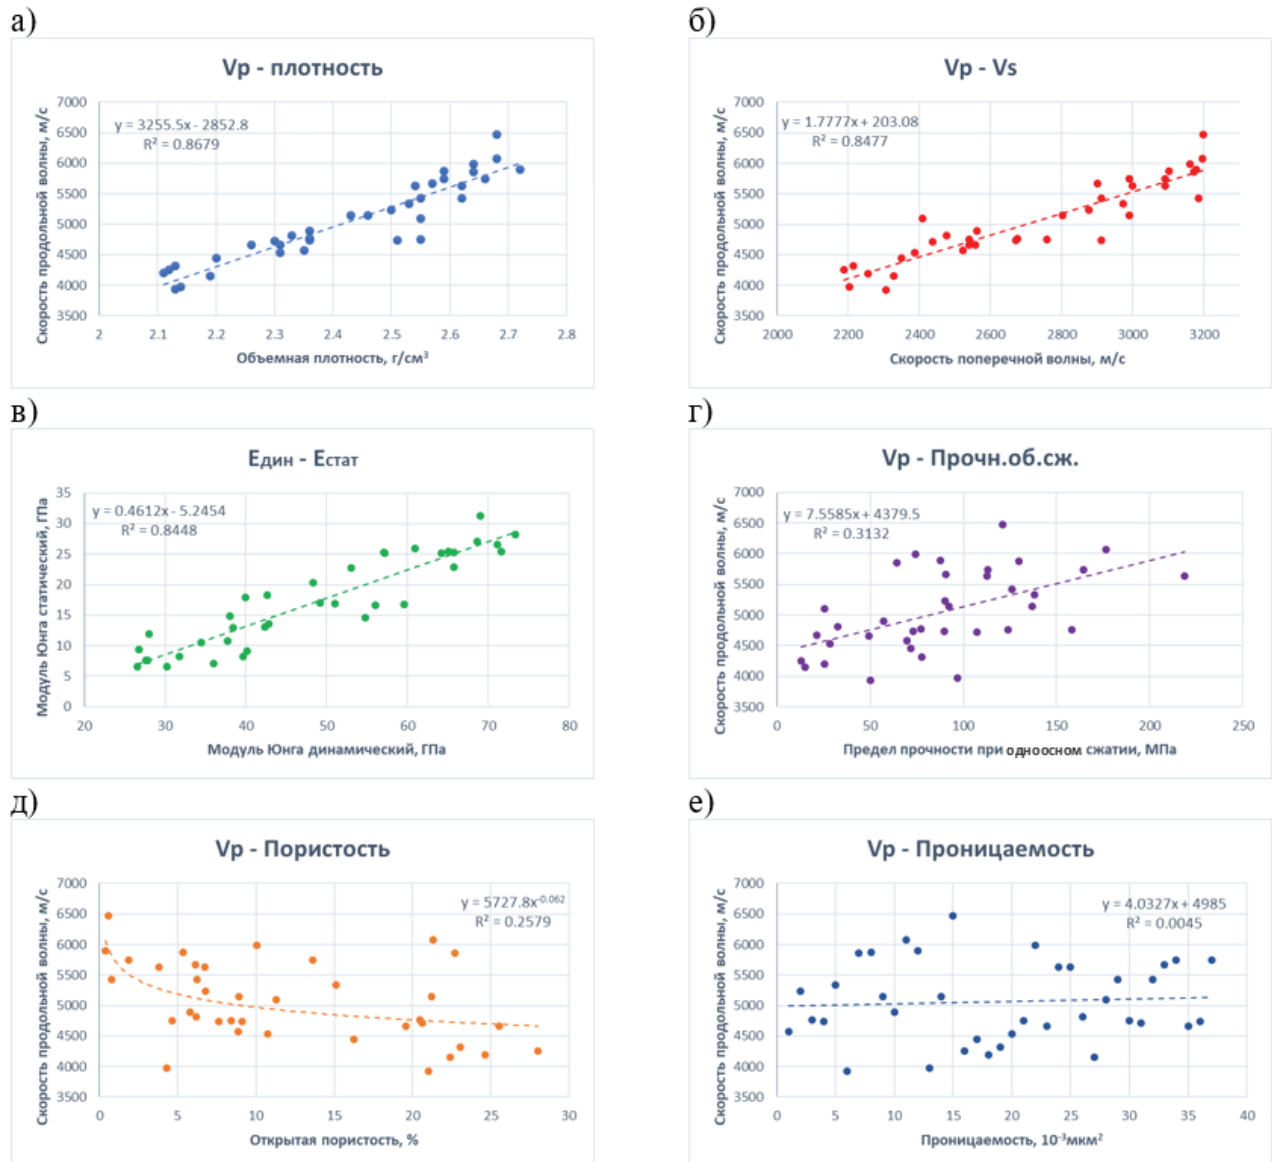 а)
Vp - плотность
y = 3255.5x - 2852.8
R² = 0.8679
Скорость продольной волны, м/с
7000
6500
6000
5500
5000
4500
4000
3500
2
2.1
2.2
2.3
2.4
2.5
2.6
2.7
2.8
Объемная плотность, г/см³
б)
Vp - Vs
y = 1.7777x + 203.08
R² = 0.8477
Скорость продольной волны, м/с
7000
6500
6000
5500
5000
4500
4000
3500
2000
2200
2400
2600
2800
3000
3200
Скорость поперечной волны, м/с
в)
Един - Естат
y = 0.4612x - 5.2454
R² = 0.8448
Модуль Юнга статический, ГПа
35
30
25
20
15
10
5
0
20
30
40
50
60
70
80
Модуль Юнга динамический, ГПа
г)
Vp - Прочн.об.сж.
y = 7.5585x + 4379.5
R² = 0.3132
Скорость продольной волны, м/с
7000
6500
6000
5500
5000
4500
4000
3500
0
50
100
150
200
250
Предел прочности при одноосном сжатии, МПа
д)
Vp - Пористость
y = 5727.8x^-0.062
R² = 0.2579
Скорость продольной волны, м/с
7000
6500
6000
5500
5000
4500
4000
3500
0
5
10
15
20
25
30
Открытая пористость, %
е)
Vp - Проницаемость
y = 4.0327x + 4985
R² = 0.0045
Скорость продольной волны, м/с
7000
6500
6000
5500
5000
4500
4000
3500
0
5
10
15
20
25
30
35
40
Проницаемость, 10⁻³мкм²